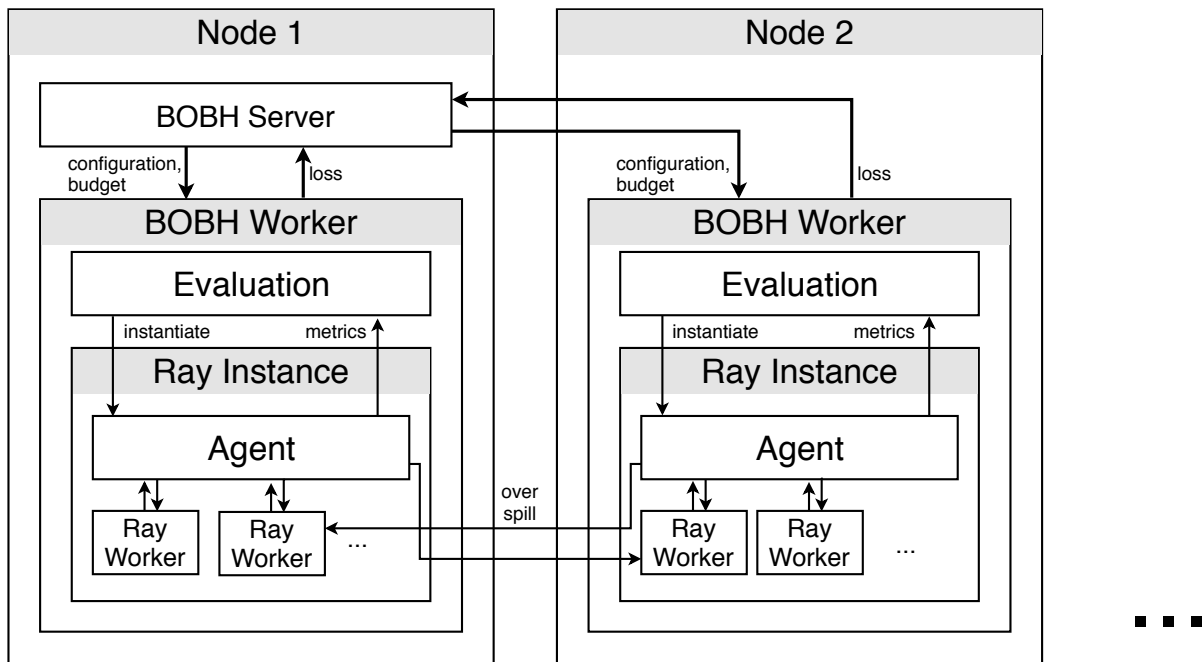 Node 1
BOBH Server
configuration,
budget
loss
BOBH Worker
Evaluation
instantiate
metrics
Ray Instance
Agent
Ray
Worker
Ray
Worker
...
over
spill
Node 2
configuration,
budget
loss
BOBH Worker
Evaluation
instantiate
metrics
Ray Instance
Agent
Ray
Worker
Ray
Worker
...
...